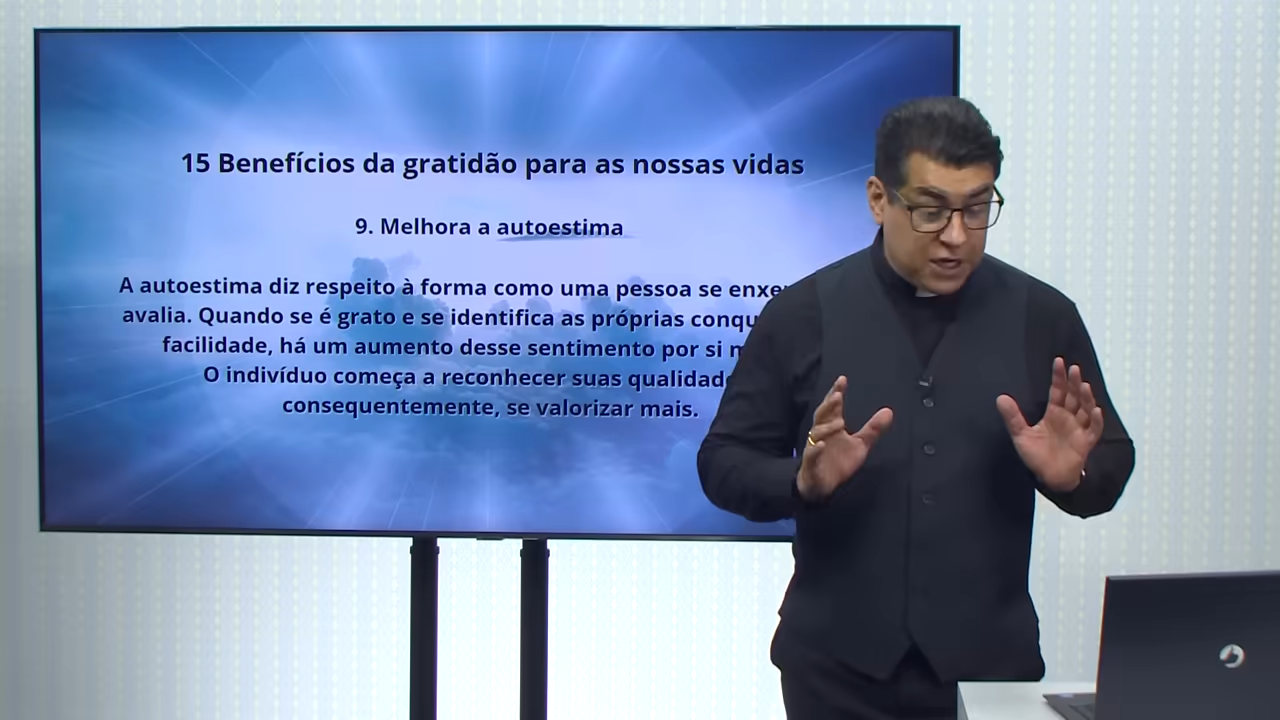 15 Benefícios da gratidão para as nossas vidas
9. Melhora a autoestima
A autoestima diz respeito à forma como uma pessoa se
avalia. Quando se é grato e se identifica as próprias
facilidade, há um aumento desse sentimento por si
O indivíduo começa a reconhecer suas
consequentemente, se valorizar mais.